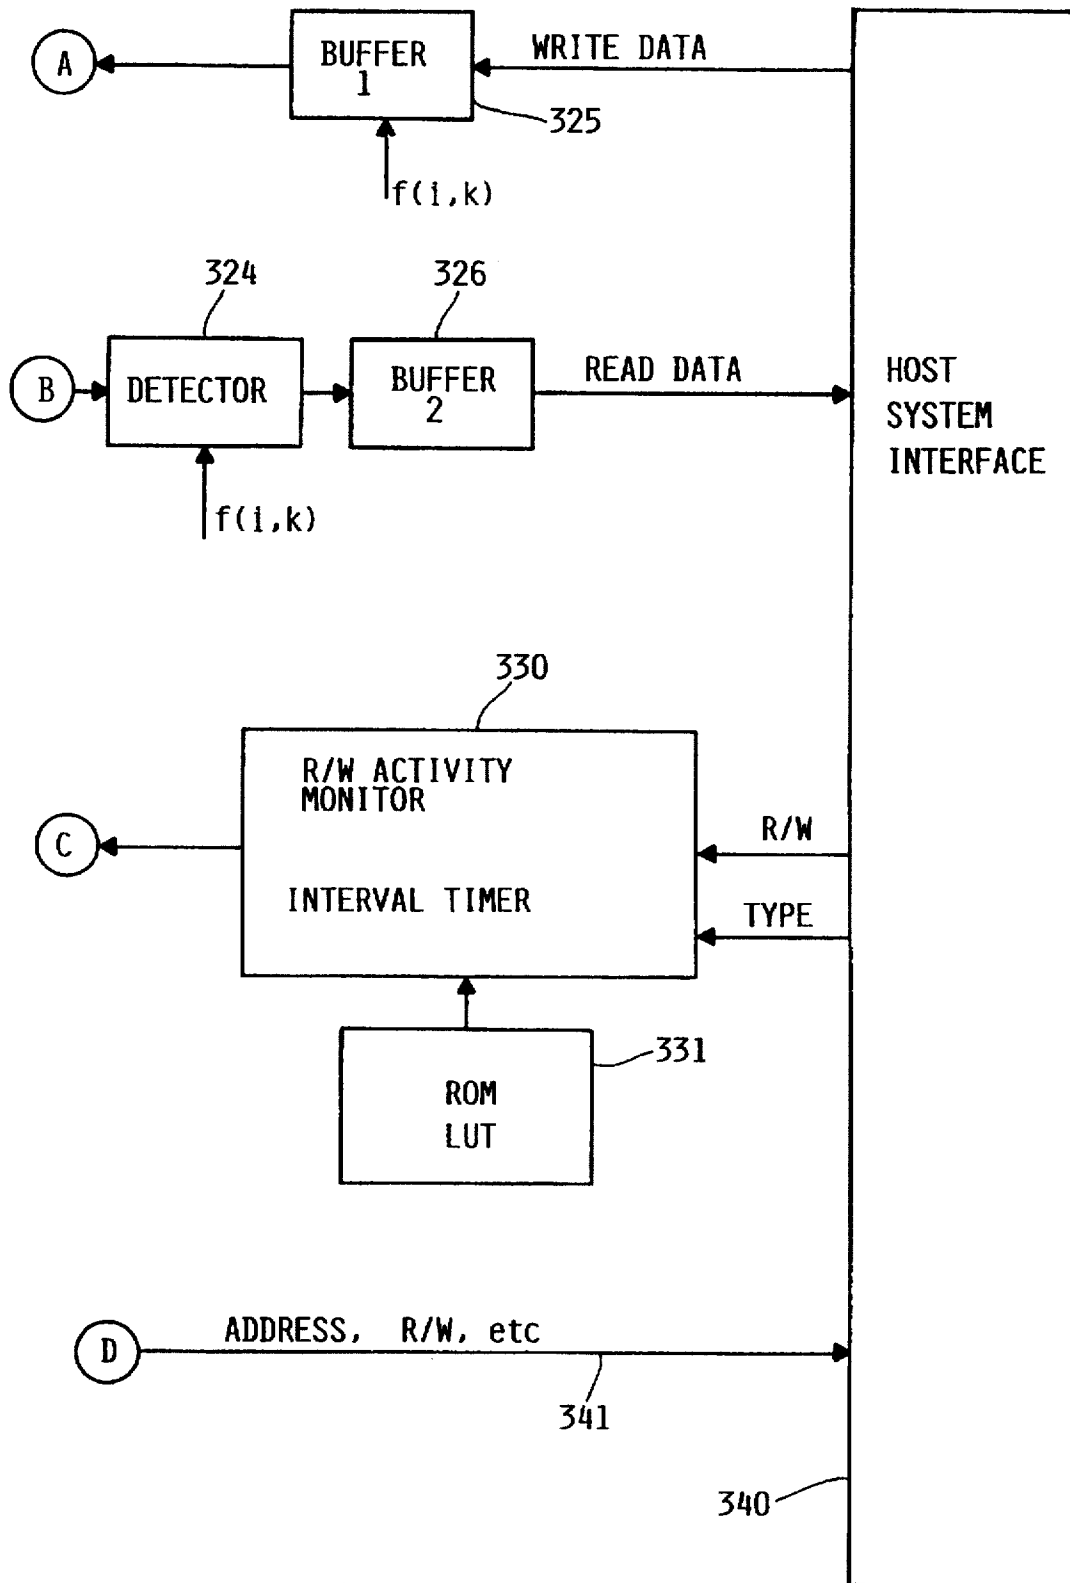 A
BUFFER
1
WRITE DATA
325
f(i,k)
324
326
B
DETECTOR
BUFFER
2
READ DATA
HOST
SYSTEM
INTERFACE
f(i,k)
330
R/W ACTIVITY
MONITOR
INTERVAL TIMER
C
R/W
TYPE
ROM
LUT
331
D
ADDRESS, R/W, etc
341
340